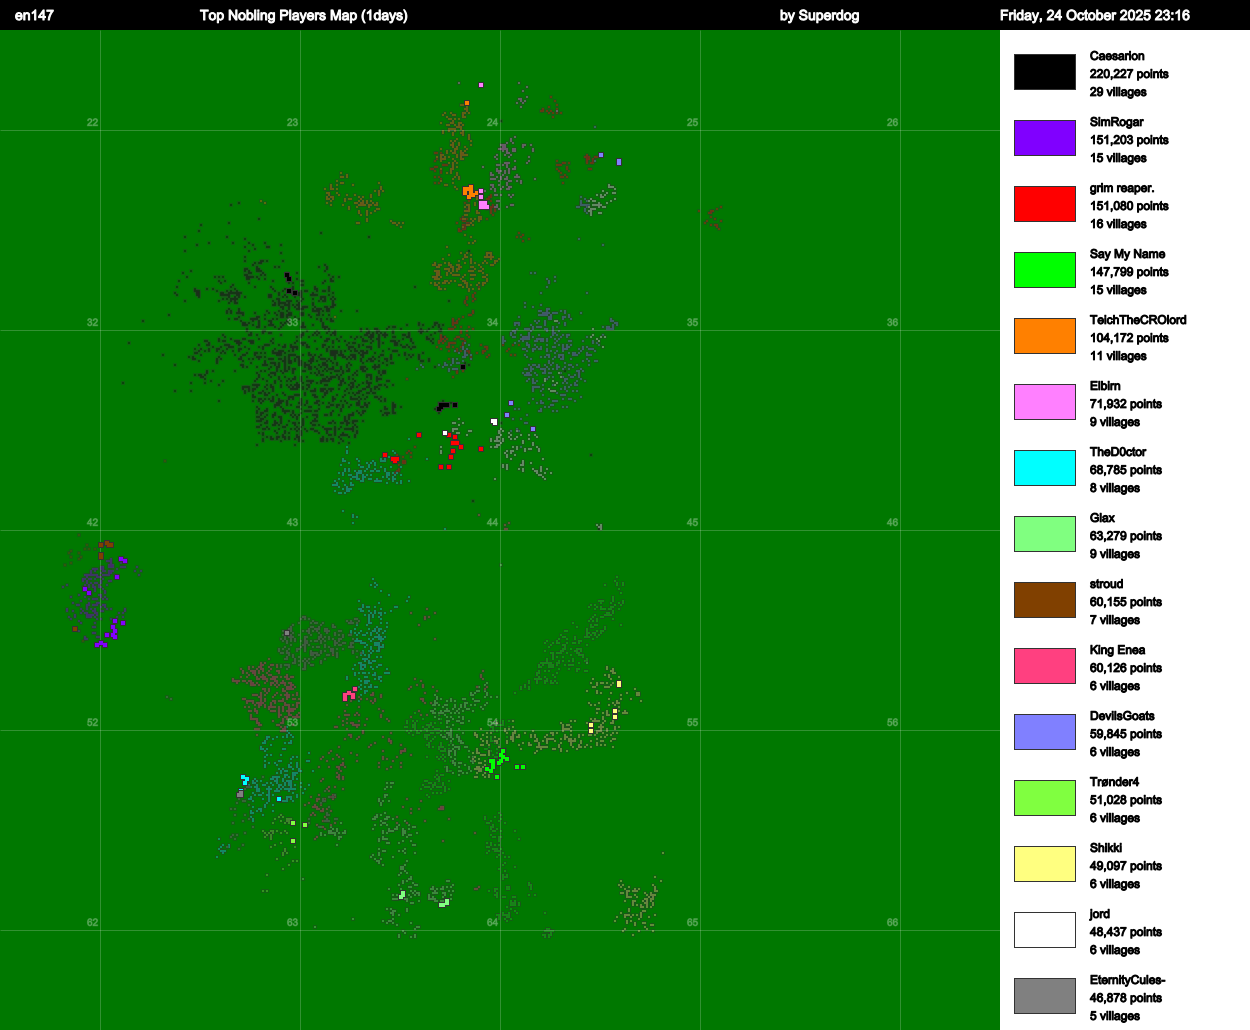 en147 Top Nobling Players Map (1days) by Superdog Friday, 24 October 2025 23:16
Caesarion
220,227 points
29 villages
SimRogar
151,203 points
15 villages
grim reaper.
151,080 points
16 villages
Say My Name
147,799 points
15 villages
TeichTheCROlord
104,172 points
11 villages
Elbirn
71,932 points
9 villages
TheD0ctor
68,785 points
8 villages
Glax
63,279 points
9 villages
stroud
60,155 points
7 villages
King Enea
60,126 points
6 villages
DevilsGoats
59,845 points
6 villages
Trønder4
51,028 points
6 villages
Shikki
49,097 points
6 villages
jord
48,437 points
6 villages
EternityCules-
46,878 points
5 villages
22 23 24 25 26
32 33 34 35 36
42 43 44 45 46
52 53 54 55 56
62 63 64 65 66